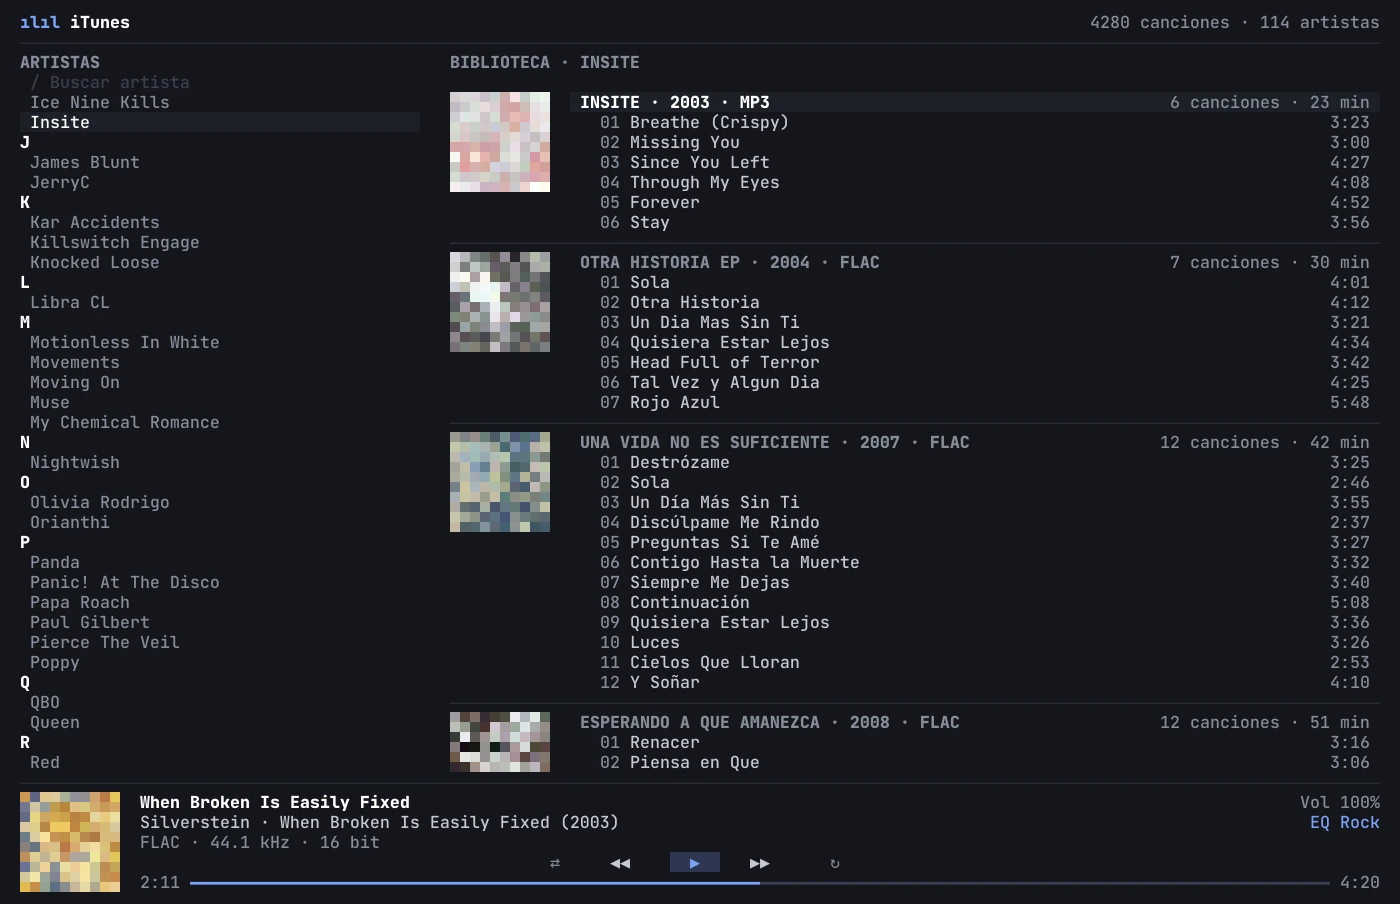 ılıl iTunes
4280 canciones · 114 artistas
ARTISTAS
/ Buscar artista
Ice Nine Kills
Insite
J
James Blunt
JerryC
K
Kar Accidents
Killswitch Engage
Knocked Loose
L
Libra CL
M
Motionless In White
Movements
Moving On
Muse
My Chemical Romance
N
Nightwish
O
Olivia Rodrigo
Orianthi
P
Panda
Panic! At The Disco
Papa Roach
Paul Gilbert
Pierce The Veil
Poppy
Q
QBO
Queen
R
Red
BIBLIOTECA · INSITE
INSITE · 2003 · MP3 6 canciones · 23 min
01 Breathe (Crispy) 3:23
02 Missing You 3:00
03 Since You Left 4:27
04 Through My Eyes 4:08
05 Forever 4:52
06 Stay 3:56
OTRA HISTORIA EP · 2004 · FLAC 7 canciones · 30 min
01 Sola 4:01
02 Otra Historia 4:12
03 Un Dia Mas Sin Ti 3:21
04 Quisiera Estar Lejos 4:34
05 Head Full of Terror 3:42
06 Tal Vez y Algun Dia 4:25
07 Rojo Azul 5:48
UNA VIDA NO ES SUFICIENTE · 2007 · FLAC 12 canciones · 42 min
01 Destrózame 3:25
02 Sola 2:46
03 Un Día Más Sin Ti 3:55
04 Discúlpame Me Rindo 2:37
05 Preguntas Si Te Amé 3:27
06 Contigo Hasta la Muerte 3:32
07 Siempre Me Dejas 3:40
08 Continuación 5:08
09 Quisiera Estar Lejos 3:36
10 Luces 3:26
11 Cielos Que Lloran 2:53
12 Y Soñar 4:10
ESPERANDO A QUE AMANEZCA · 2008 · FLAC 12 canciones · 51 min
01 Renacer 3:16
02 Piensa en Que 3:06
When Broken Is Easily Fixed
Silverstein · When Broken Is Easily Fixed (2003)
FLAC · 44.1 kHz · 16 bit
Vol 100%
EQ Rock
2:11 4:20